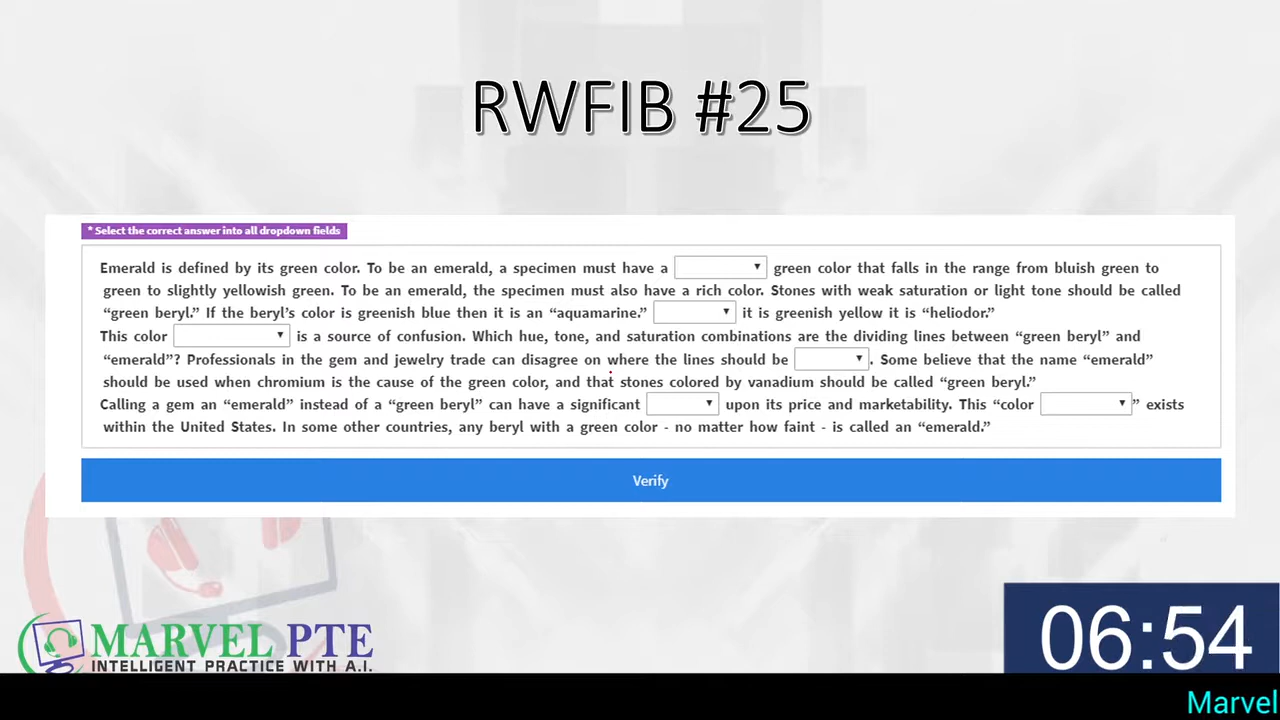 RWFIB #25
* Select the correct answer into all dropdown fields
Emerald is defined by its green color. To be an emerald, a specimen must have a green color that falls in the range from bluish green to
green to slightly yellowish green. To be an emerald, the specimen must also have a rich color. Stones with weak saturation or light tone should be called
“green beryl.” If the beryl’s color is greenish blue then it is an “aquamarine.” it is greenish yellow it is “heliodor.”
This color is a source of confusion. Which hue, tone, and saturation combinations are the dividing lines between “green beryl” and
“emerald”? Professionals in the gem and jewelry trade can disagree on where the lines should be . Some believe that the name “emerald”
should be used when chromium is the cause of the green color, and that stones colored by vanadium should be called “green beryl.”
Calling a gem an “emerald” instead of a “green beryl” can have a significant upon its price and marketability. This “color ” exists
within the United States. In some other countries, any beryl with a green color - no matter how faint - is called an “emerald.”
Verify
MARVEL PTE
INTELLIGENT PRACTICE WITH A.I.
06:54
Marvel